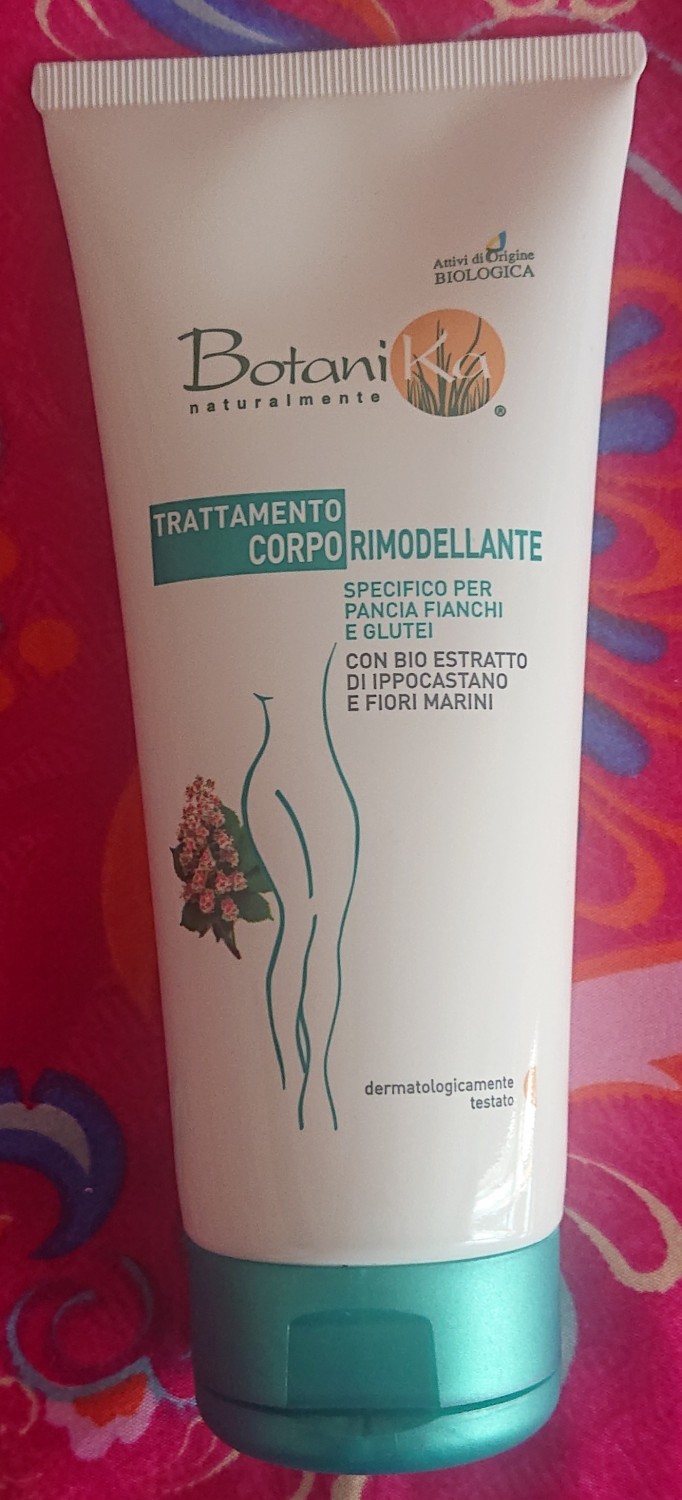 Attivi di Origine
BIOLOGICA
BotaniKa
naturalmente ®
TRATTAMENTO
CORPO RIMODELLANTE
SPECIFICO PER
PANCIA FIANCHI
E GLUTEI
CON BIO ESTRATTO
DI IPPOCASTANO
E FIORI MARINI
dermatologicamente
testato